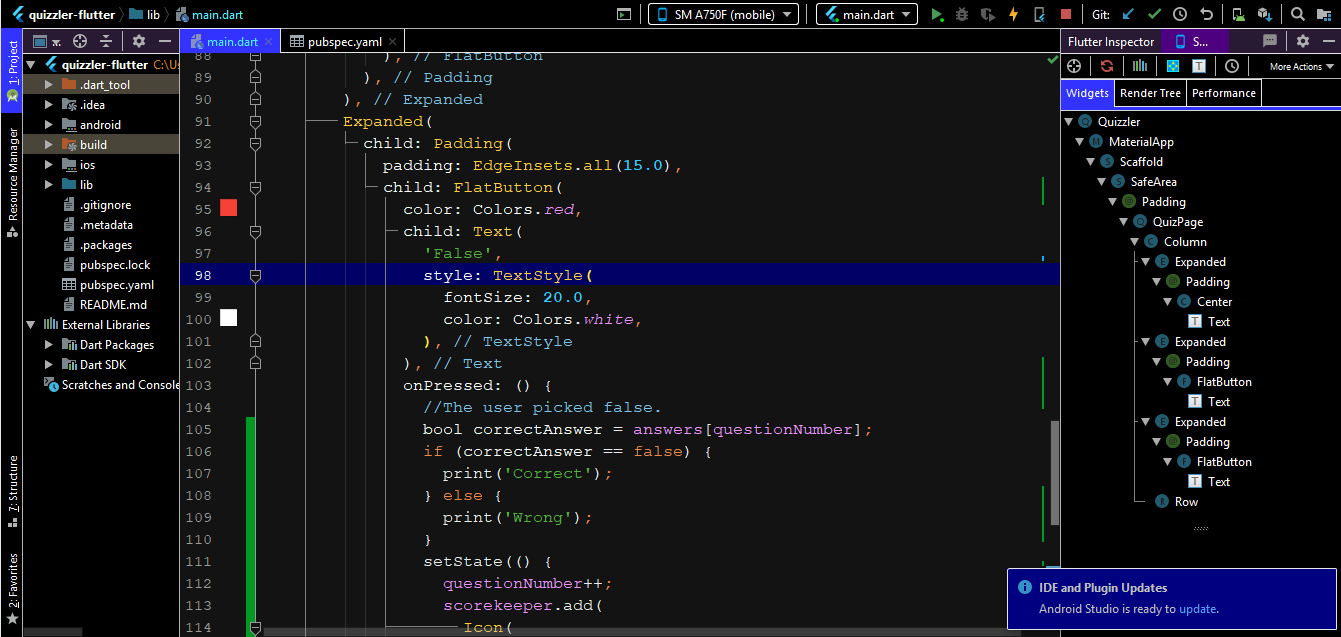 quizzler-flutter
lib
main.dart
SM A750F (mobile)
main.dart
Git:
1: Project
Resource Manager
7: Structure
2: Favorites
quizzler-flutter C:\Us
.dart_tool
.idea
android
build
ios
lib
.gitignore
.metadata
.packages
pubspec.lock
pubspec.yaml
README.md
External Libraries
Dart Packages
Dart SDK
Scratches and Console
main.dart
pubspec.yaml
88 ), // FlatButton
89 ), // Padding
90 ), // Expanded
91 Expanded(
92 child: Padding(
93 padding: EdgeInsets.all(15.0),
94 child: FlatButton(
95 color: Colors.red,
96 child: Text(
97 'False',
98 style: TextStyle(
99 fontSize: 20.0,
100 color: Colors.white,
101 ), // TextStyle
102 ), // Text
103 onPressed: () {
104 //The user picked false.
105 bool correctAnswer = answers[questionNumber];
106 if (correctAnswer == false) {
107 print('Correct');
108 } else {
109 print('Wrong');
110 }
111 setState(() {
112 questionNumber++;
113 scorekeeper.add(
114 Icon(
Flutter Inspector
S...
More Actions
Widgets
Render Tree
Performance
Quizzler
MaterialApp
Scaffold
SafeArea
Padding
QuizPage
Column
Expanded
Padding
Center
Text
Expanded
Padding
FlatButton
Text
Expanded
Padding
FlatButton
Text
Row
IDE and Plugin Updates
Android Studio is ready to update.